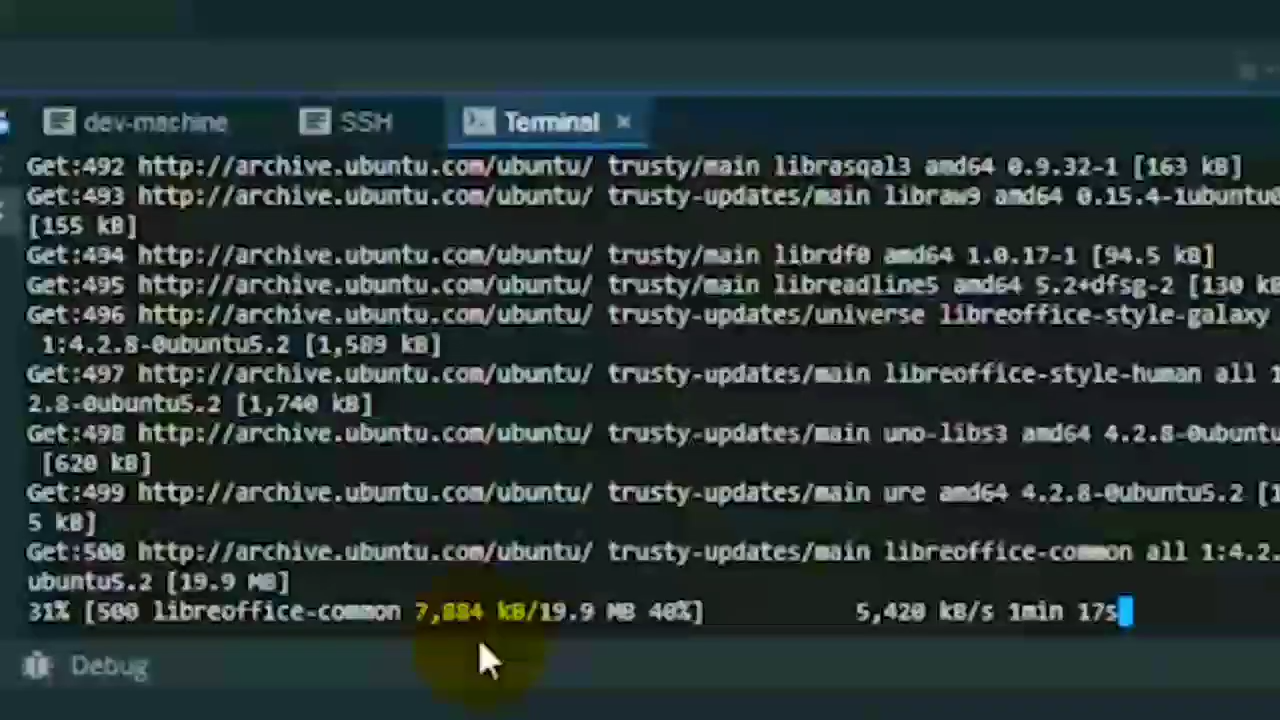 dev-machine SSH Terminal ×
Get:492 http://archive.ubuntu.com/ubuntu/ trusty/main librasqal3 amd64 0.9.32-1 [163 kB]
Get:493 http://archive.ubuntu.com/ubuntu/ trusty-updates/main libraw9 amd64 0.15.4-1ubuntu0
[155 kB]
Get:494 http://archive.ubuntu.com/ubuntu/ trusty/main librdf0 amd64 1.0.17-1 [94.5 kB]
Get:495 http://archive.ubuntu.com/ubuntu/ trusty/main libreadline5 amd64 5.2+dfsg-2 [130 kB
Get:496 http://archive.ubuntu.com/ubuntu/ trusty-updates/universe libreoffice-style-galaxy
1:4.2.8-0ubuntu5.2 [1,589 kB]
Get:497 http://archive.ubuntu.com/ubuntu/ trusty-updates/main libreoffice-style-human all 1
2.8-0ubuntu5.2 [1,740 kB]
Get:498 http://archive.ubuntu.com/ubuntu/ trusty-updates/main uno-libs3 amd64 4.2.8-0ubuntu
[620 kB]
Get:499 http://archive.ubuntu.com/ubuntu/ trusty-updates/main ure amd64 4.2.8-0ubuntu5.2 [1
5 kB]
Get:500 http://archive.ubuntu.com/ubuntu/ trusty-updates/main libreoffice-common all 1:4.2.
ubuntu5.2 [19.9 MB]
31% [500 libreoffice-common 7,884 kB/19.9 MB 40%] 5,420 kB/s 1min 17s
Debug